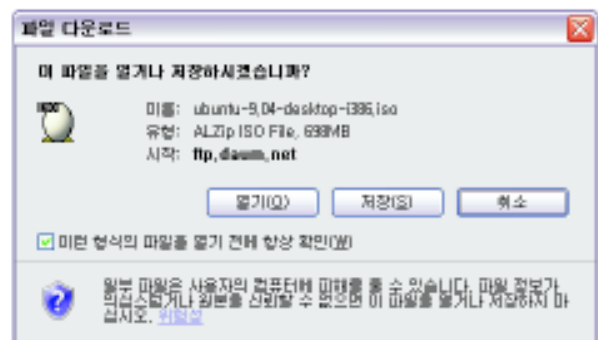 파일 다운로드
이 파일을 열거나 저장하시겠습니까?
이름: ubuntu-9,04-desktop-i386,iso
유형: ALZip ISO File, 698MB
시작: ftp,daum,net
열기(O) 저장(S) 취소
이런 형식의 파일을 열기 전에 항상 확인(W)
일부 파일은 사용자의 컴퓨터에 피해를 줄 수 있습니다. 파일 정보가
의심스럽거나 원본을 신뢰할 수 없으면 이 파일을 열거나 저장하지 마
십시오. 위험성